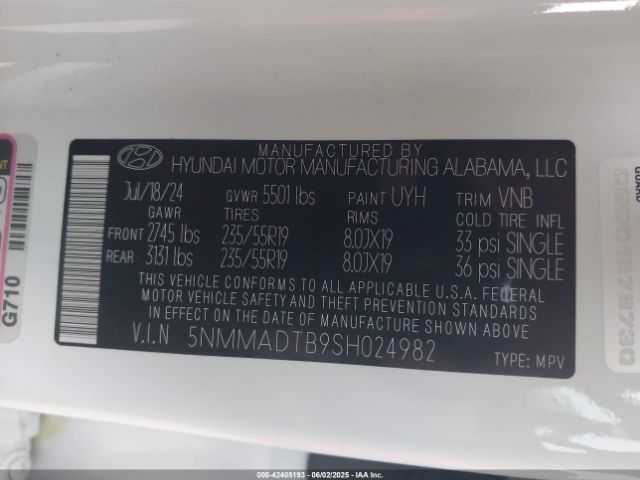 MANUFACTURED BY
HYUNDAI MOTOR MANUFACTURING ALABAMA, LLC
Jul/18/24 GVWR 5501 lbs PAINT UYH TRIM VNB
GAWR TIRES RIMS COLD TIRE INFL
FRONT 2745 lbs 235/55R19 8.0JX19 33 psi SINGLE
REAR 3131 lbs 235/55R19 8.0JX19 36 psi SINGLE
THIS VEHICLE CONFORMS TO ALL APPLICABLE U.S.A. FEDERAL
MOTOR VEHICLE SAFETY AND THEFT PREVENTION STANDARDS
IN EFFECT ON THE DATE OF MANUFACTURE SHOWN ABOVE.
V.I.N 5NMMADTB9SH024982
TYPE: MPV
G710
GUARD
000-42405193 - 06/02/2025 - IAA Inc.